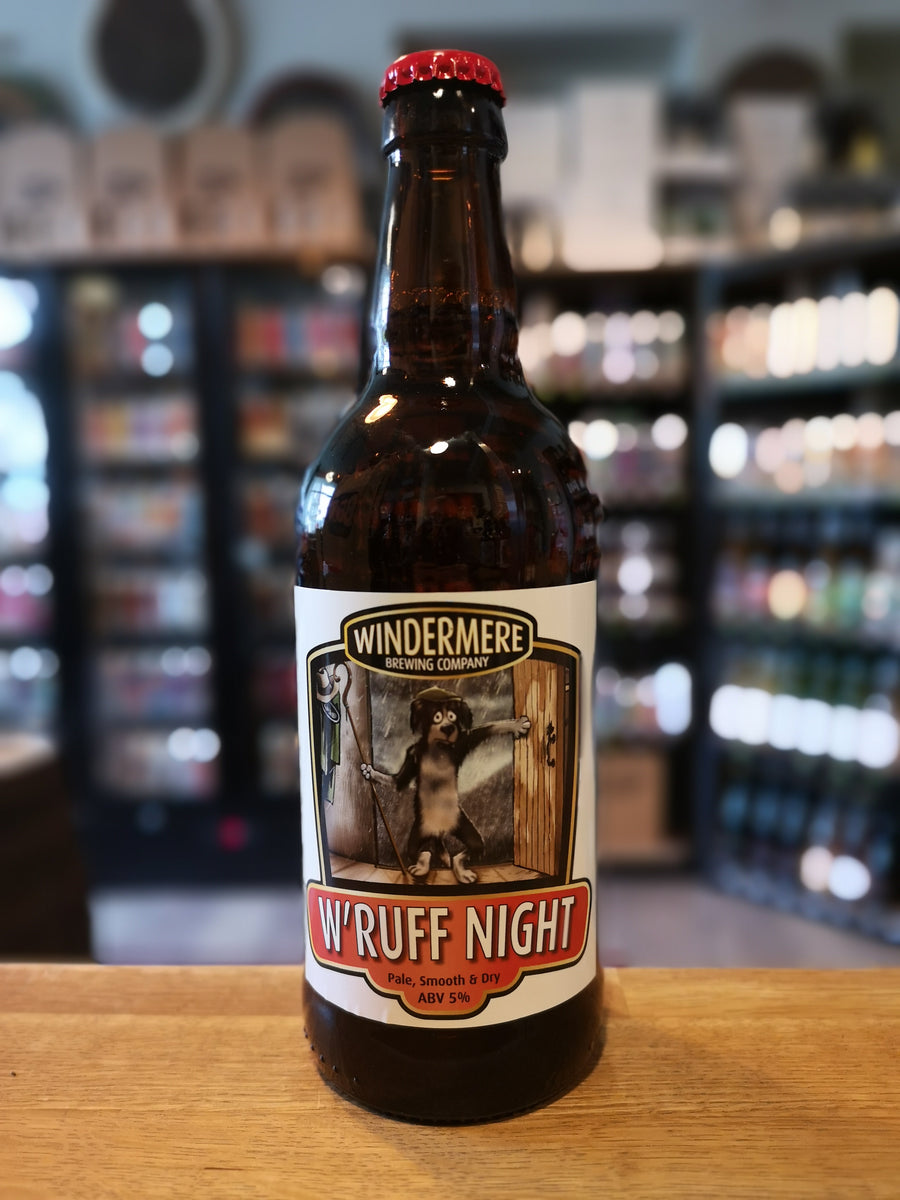 WINDERMERE
BREWING COMPANY
W'RUFF NIGHT
Pale, Smooth & Dry
ABV 5%